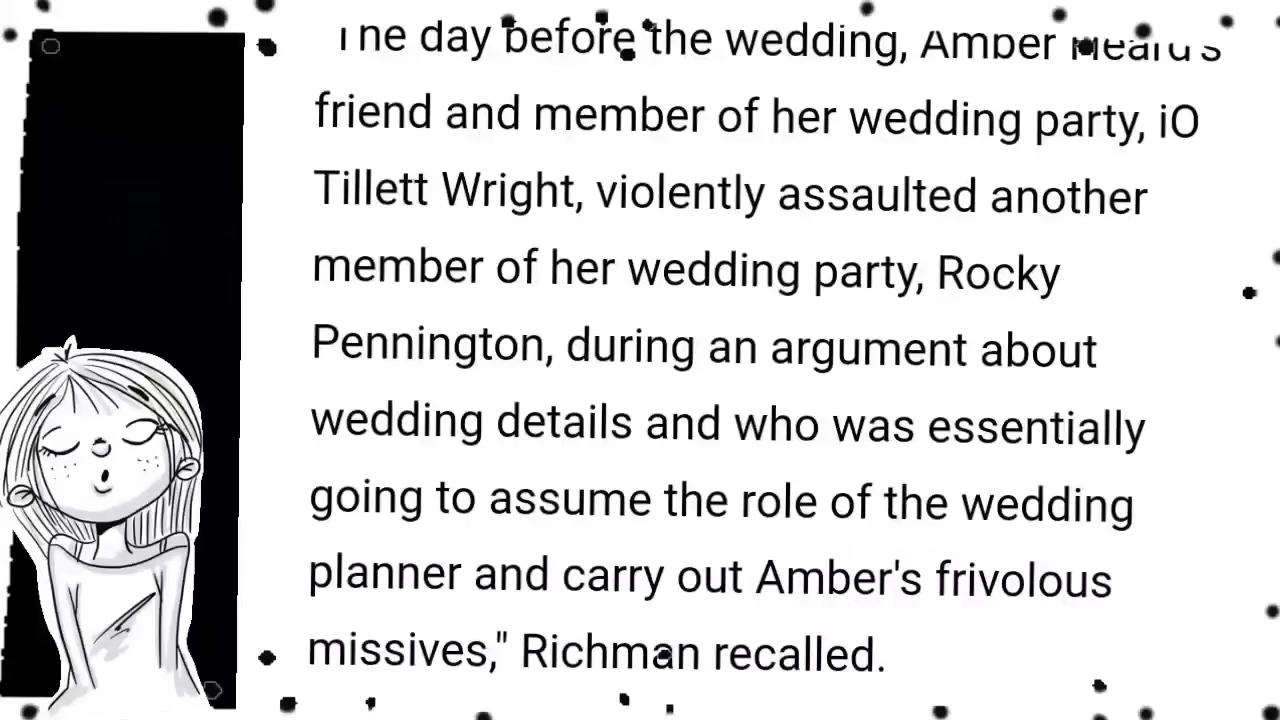 The day before the wedding, Amber Heard's
friend and member of her wedding party, iO
Tillett Wright, violently assaulted another
member of her wedding party, Rocky
Pennington, during an argument about
wedding details and who was essentially
going to assume the role of the wedding
planner and carry out Amber's frivolous
missives," Richman recalled.